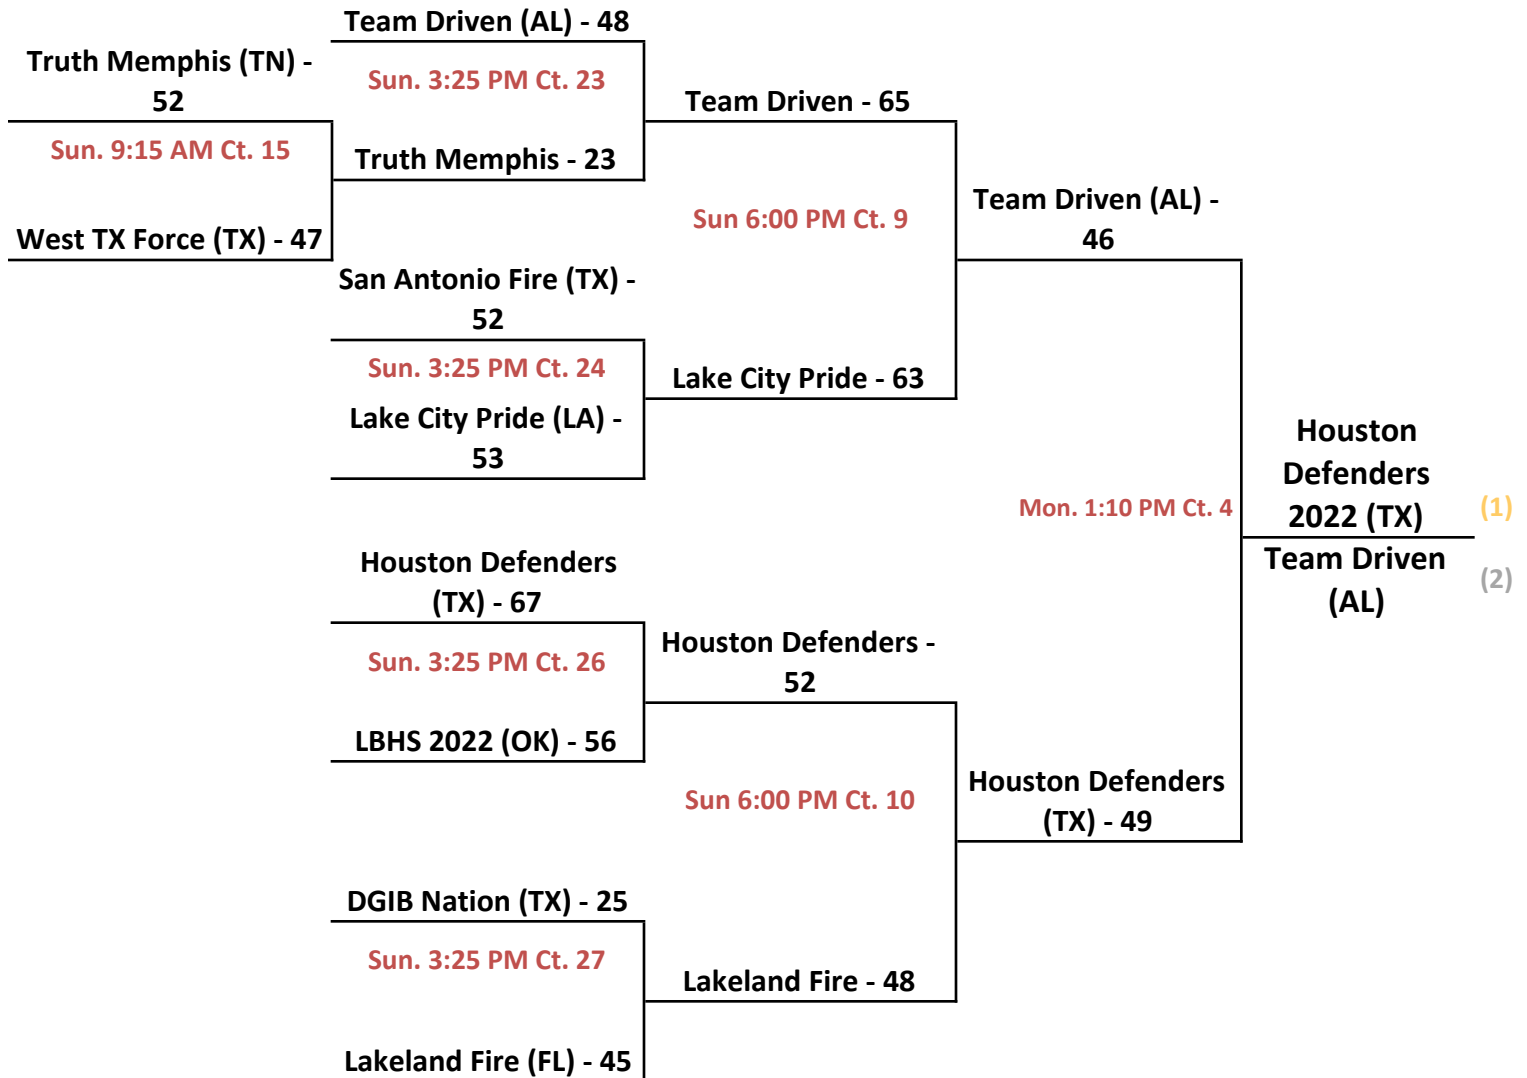 Team Driven (AL) - 48
Truth Memphis (TN) -
52
Sun. 3:25 PM Ct. 23
Team Driven - 65
Sun. 9:15 AM Ct. 15
Truth Memphis - 23
West TX Force (TX) - 47
Sun 6:00 PM Ct. 9
Team Driven (AL) -
46
San Antonio Fire (TX) -
52
Sun. 3:25 PM Ct. 24
Lake City Pride - 63
Lake City Pride (LA) -
53
Mon. 1:10 PM Ct. 4
Houston
Defenders
2022 (TX)
(1)
Team Driven
(AL)
(2)
Houston Defenders
(TX) - 67
Sun. 3:25 PM Ct. 26
Houston Defenders -
52
LBHS 2022 (OK) - 56
Sun 6:00 PM Ct. 10
Houston Defenders
(TX) - 49
DGIB Nation (TX) - 25
Sun. 3:25 PM Ct. 27
Lakeland Fire - 48
Lakeland Fire (FL) - 45